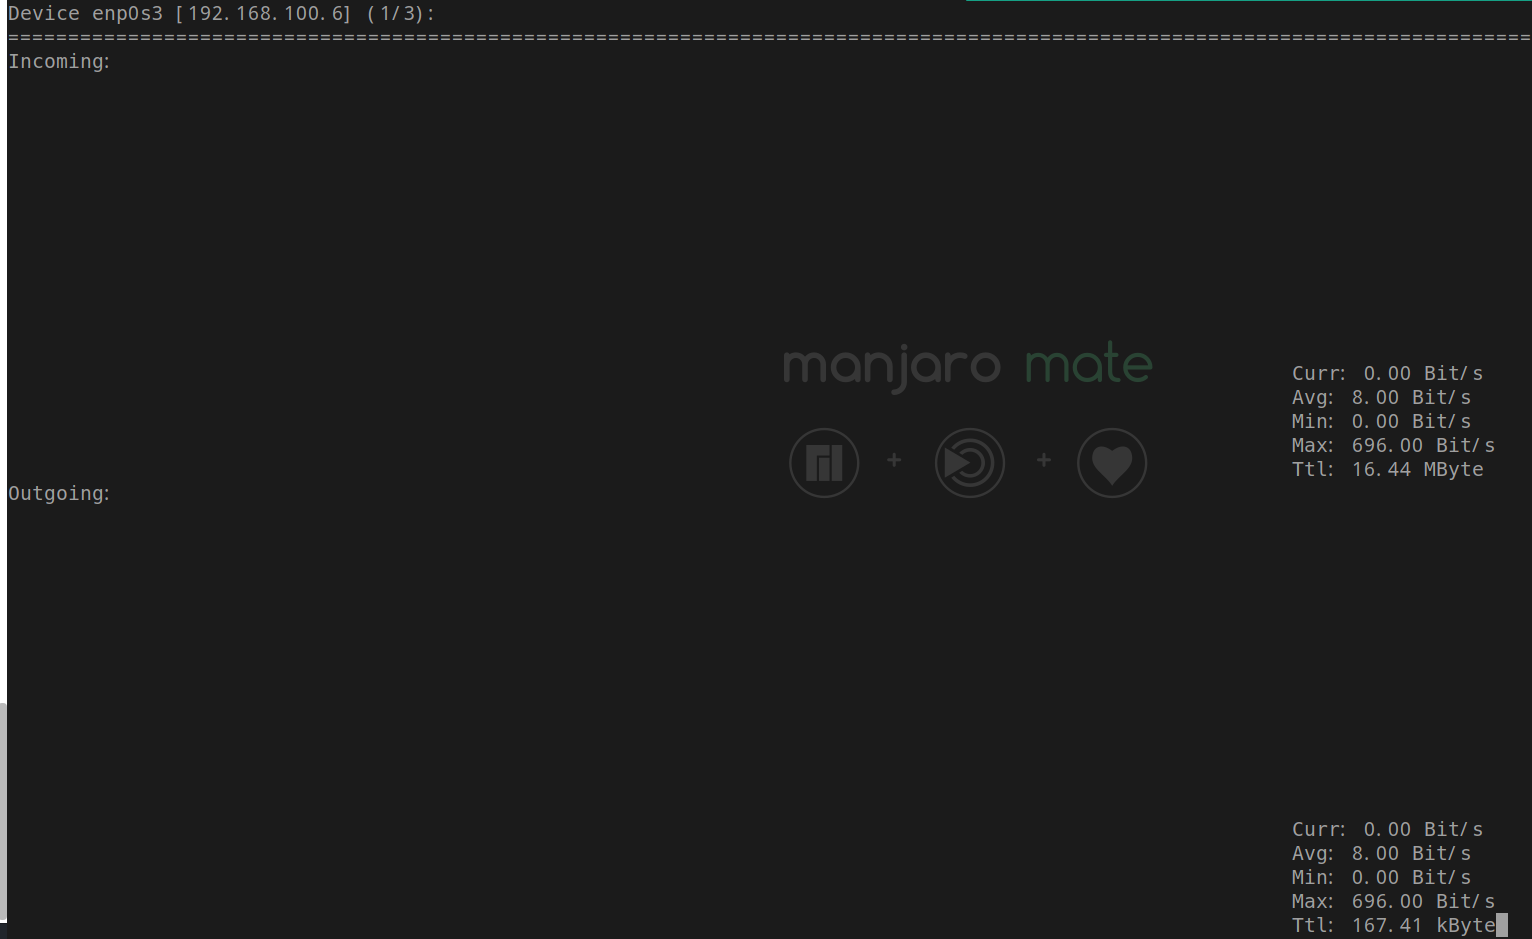 Device enp0s3 [192.168.100.6] (1/3):
===============================================================================================================================
Incoming:
manjaro mate
+ +
Curr: 0.00 Bit/s
Avg: 8.00 Bit/s
Min: 0.00 Bit/s
Max: 696.00 Bit/s
Ttl: 16.44 MByte
Outgoing:
Curr: 0.00 Bit/s
Avg: 8.00 Bit/s
Min: 0.00 Bit/s
Max: 696.00 Bit/s
Ttl: 167.41 kByte